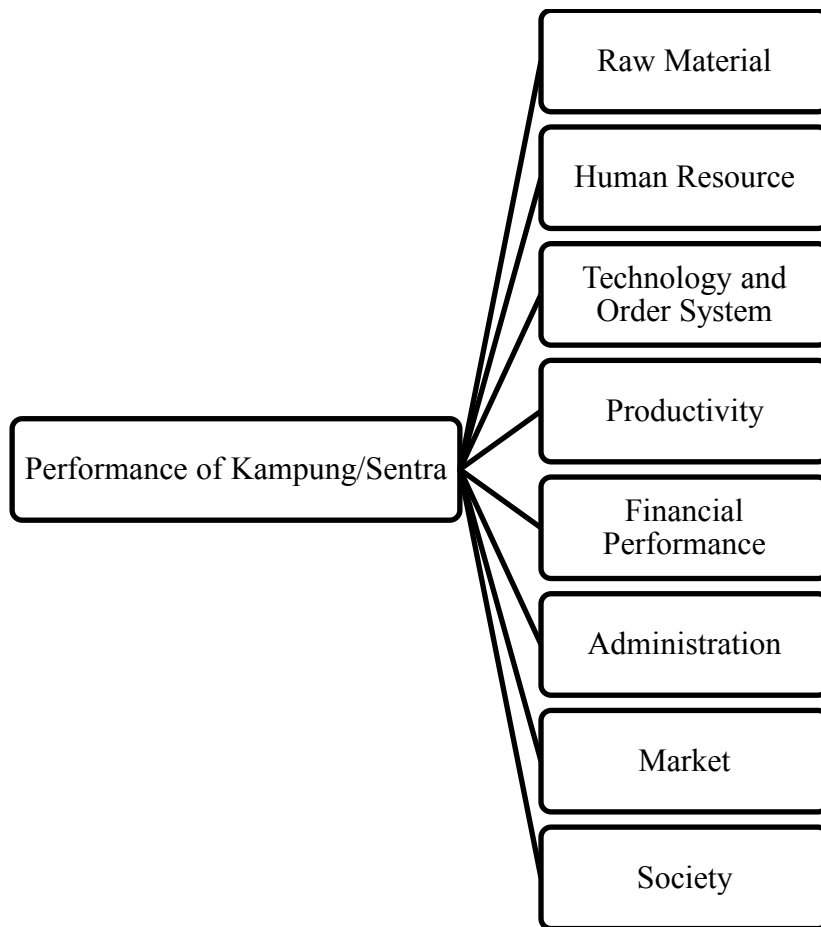 Raw Material
Human Resource
Technology and
Order System
Productivity
Performance of Kampung/Sentra
Financial
Performance
Administration
Market
Society